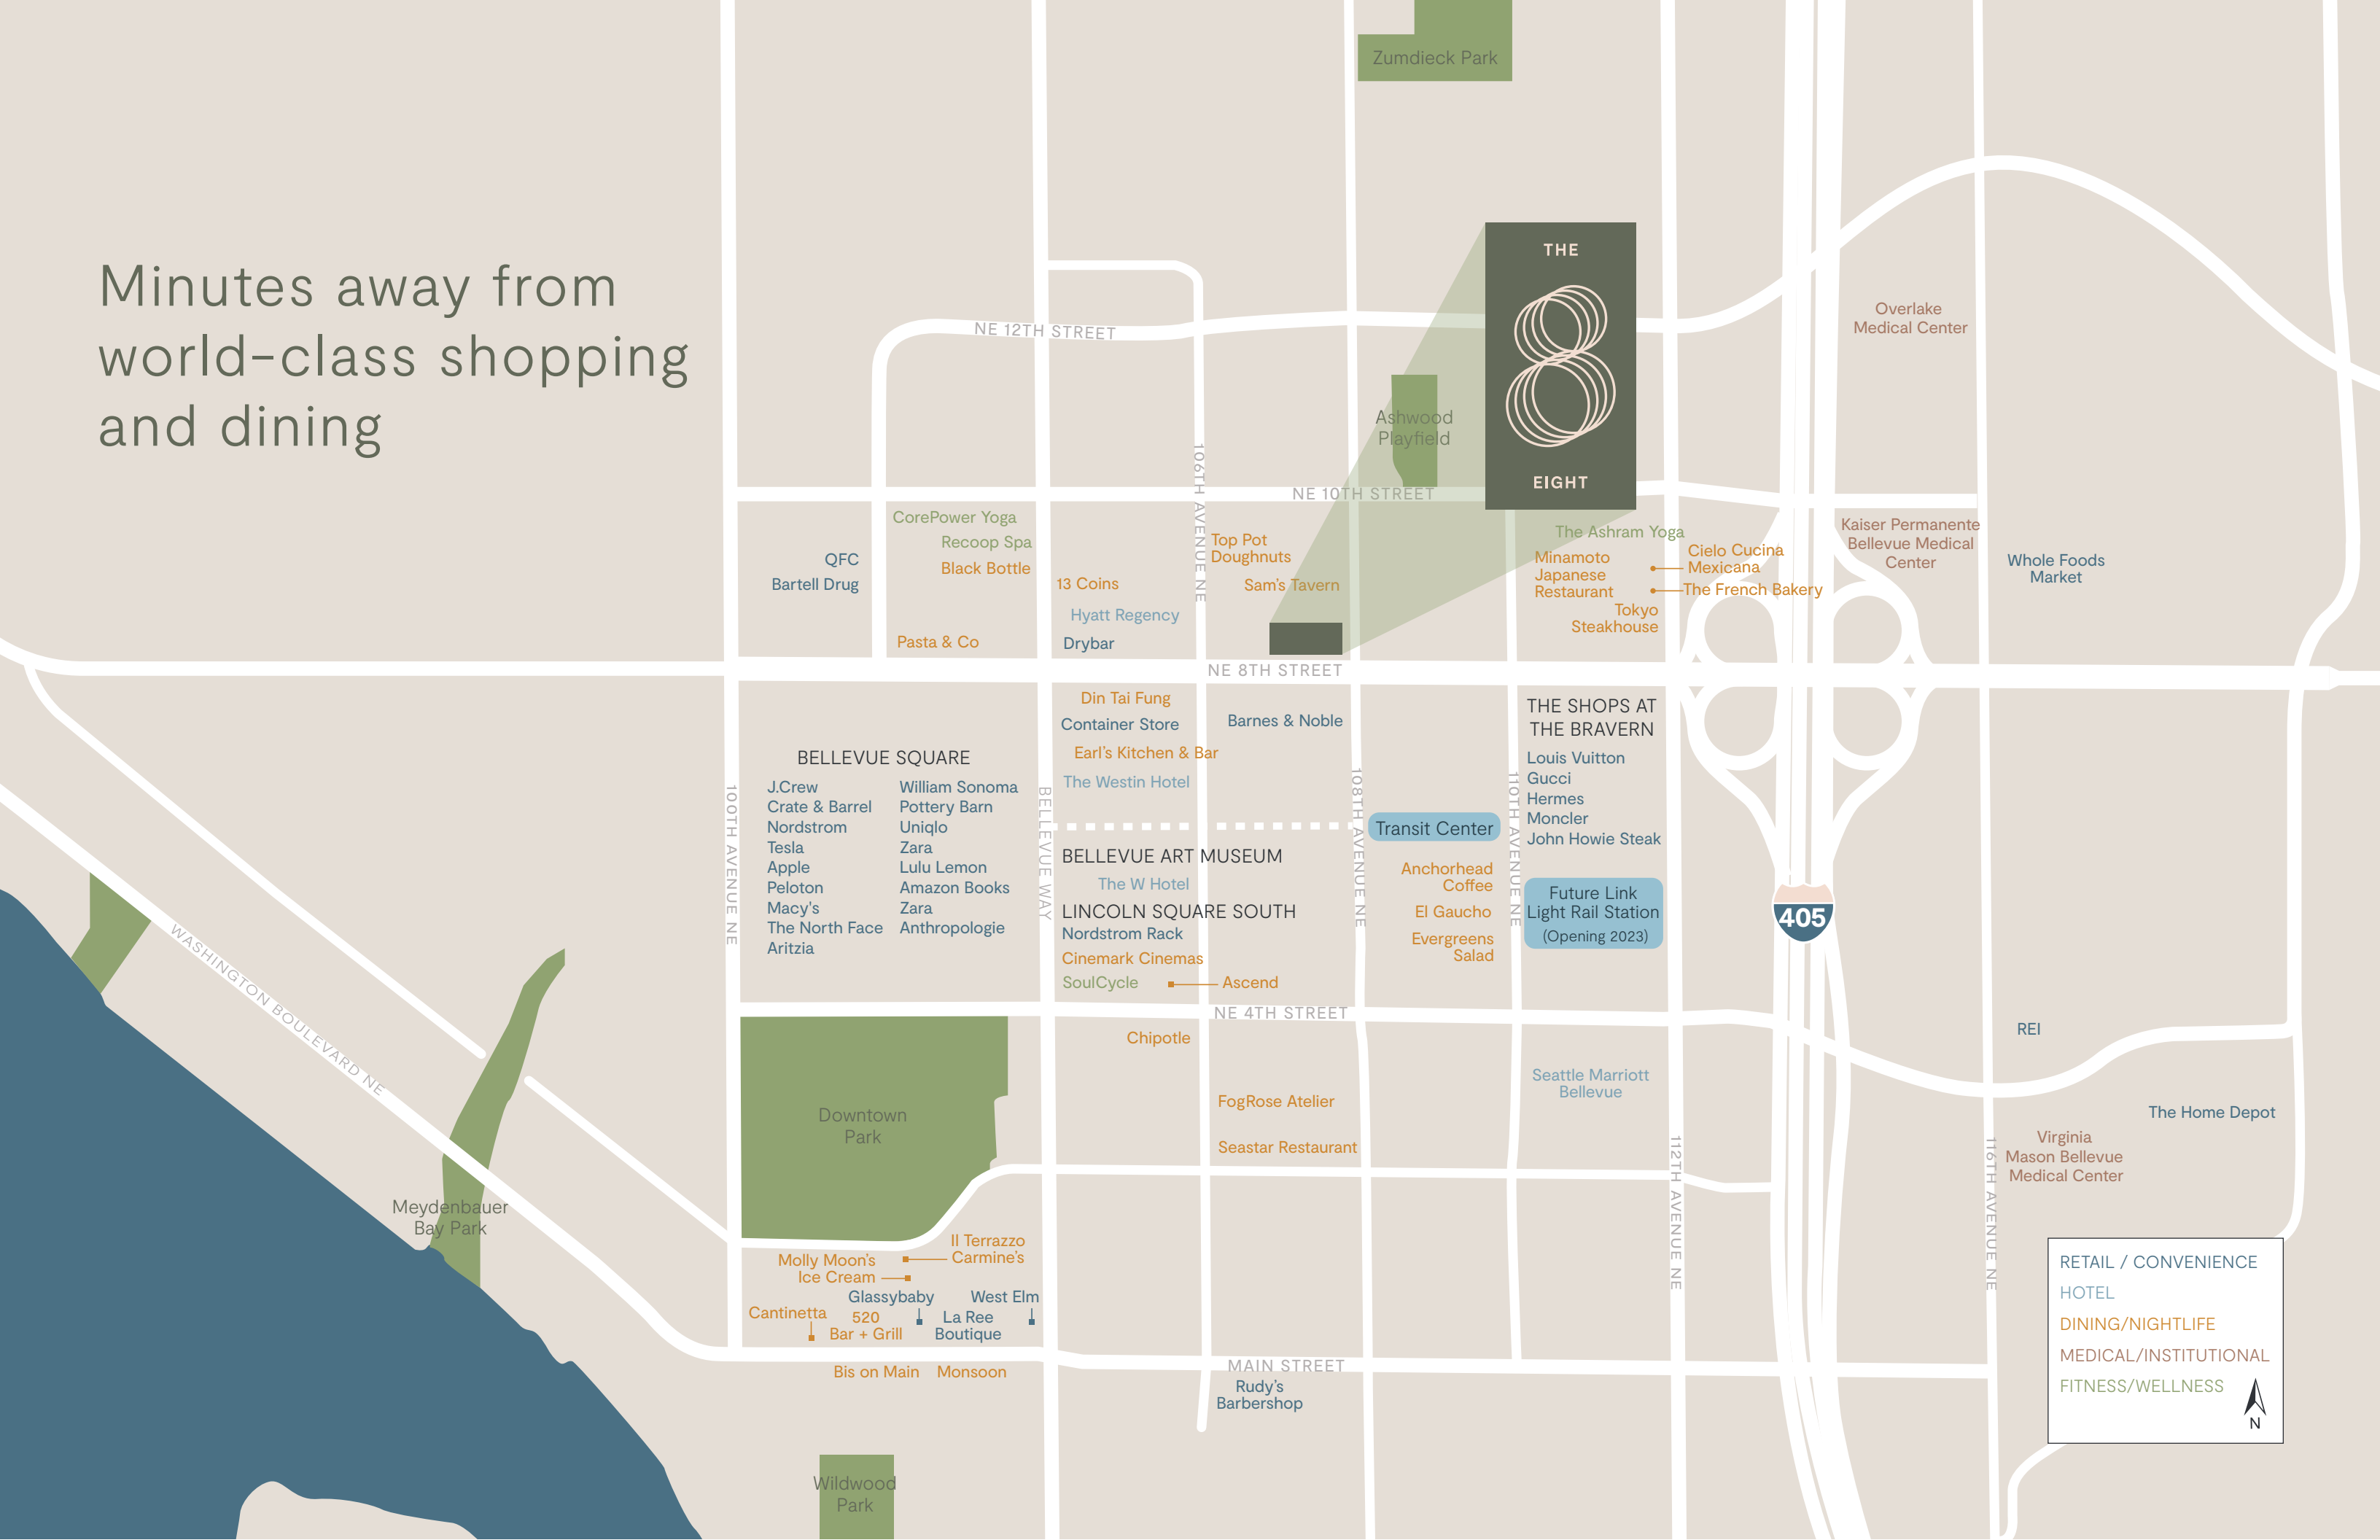 Zumdieck Park
Minutes away from
world-class shopping
and dining
THE
EIGHT
Overlake
Medical Center
NE 12TH STREET
Ashwood
Playfield
106TH AVENUE NE
NE 10TH STREET
CorePower Yoga
Recoop Spa
Black Bottle
QFC
Bartell Drug
Pasta & Co
13 Coins
Hyatt Regency
Drybar
Top Pot
Doughnuts
Sam's Tavern
The Ashram Yoga
Minamoto
Japanese
Restaurant
Cielo Cucina
Mexicana
The French Bakery
Tokyo
Steakhouse
Kaiser Permanente
Bellevue Medical
Center
Whole Foods
Market
NE 8TH STREET
Din Tai Fung
Container Store
Earl's Kitchen & Bar
The Westin Hotel
Barnes & Noble
THE SHOPS AT
THE BRAVERN
Louis Vuitton
Gucci
Hermes
Moncler
John Howie Steak
BELLEVUE SQUARE
J.Crew
Crate & Barrel
Nordstrom
Tesla
Apple
Peloton
Macy's
The North Face
Aritzia
William Sonoma
Pottery Barn
Uniqlo
Zara
Lulu Lemon
Amazon Books
Zara
Anthropologie
100TH AVENUE NE
BELLEVUE WAY
108TH AVENUE NE
110TH AVENUE NE
Transit Center
BELLEVUE ART MUSEUM
The W Hotel
LINCOLN SQUARE SOUTH
Nordstrom Rack
Cinemark Cinemas
SoulCycle
Ascend
Anchorhead
Coffee
El Gaucho
Evergreens
Salad
Future Link
Light Rail Station
(Opening 2023)
405
WASHINGTON BOULEVARD NE
NE 4TH STREET
Chipotle
REI
Seattle Marriott
Bellevue
FogRose Atelier
Seastar Restaurant
Downtown
Park
The Home Depot
Virginia
Mason Bellevue
Medical Center
112TH AVENUE NE
116TH AVENUE NE
Meydenbauer
Bay Park
Il Terrazzo
Carmine's
Molly Moon's
Ice Cream
Glassybaby
West Elm
Cantinetta
520
Bar + Grill
La Ree
Boutique
Bis on Main
Monsoon
MAIN STREET
Rudy's
Barbershop
Wildwood
Park
RETAIL / CONVENIENCE
HOTEL
DINING/NIGHTLIFE
MEDICAL/INSTITUTIONAL
FITNESS/WELLNESS
N